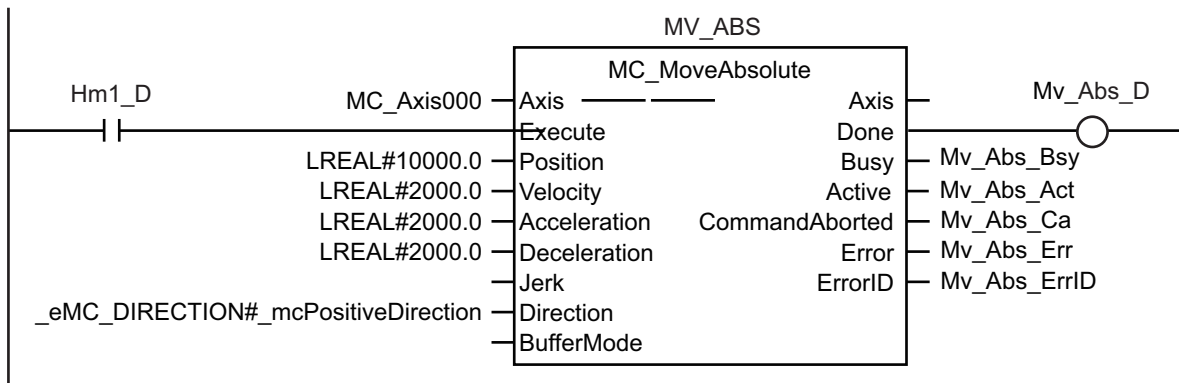 MV_ABS
MC_MoveAbsolute
Hm1_D
MC_Axis000 Axis Axis Mv_Abs_D
Execute Done
LREAL#10000.0 Position Busy Mv_Abs_Bsy
LREAL#2000.0 Velocity Active Mv_Abs_Act
LREAL#2000.0 Acceleration CommandAborted Mv_Abs_Ca
LREAL#2000.0 Deceleration Error Mv_Abs_Err
Jerk ErrorID Mv_Abs_ErrID
_eMC_DIRECTION#_mcPositiveDirection Direction
BufferMode